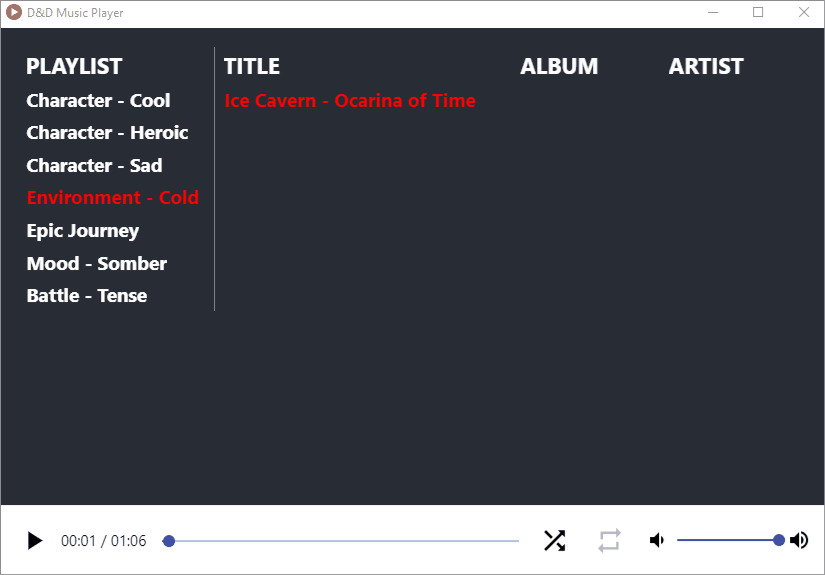 D&D Music Player
PLAYLIST
Character - Cool
Character - Heroic
Character - Sad
Environment - Cold
Epic Journey
Mood - Somber
Battle - Tense
TITLE ALBUM ARTIST
Ice Cavern - Ocarina of Time
00:01 / 01:06